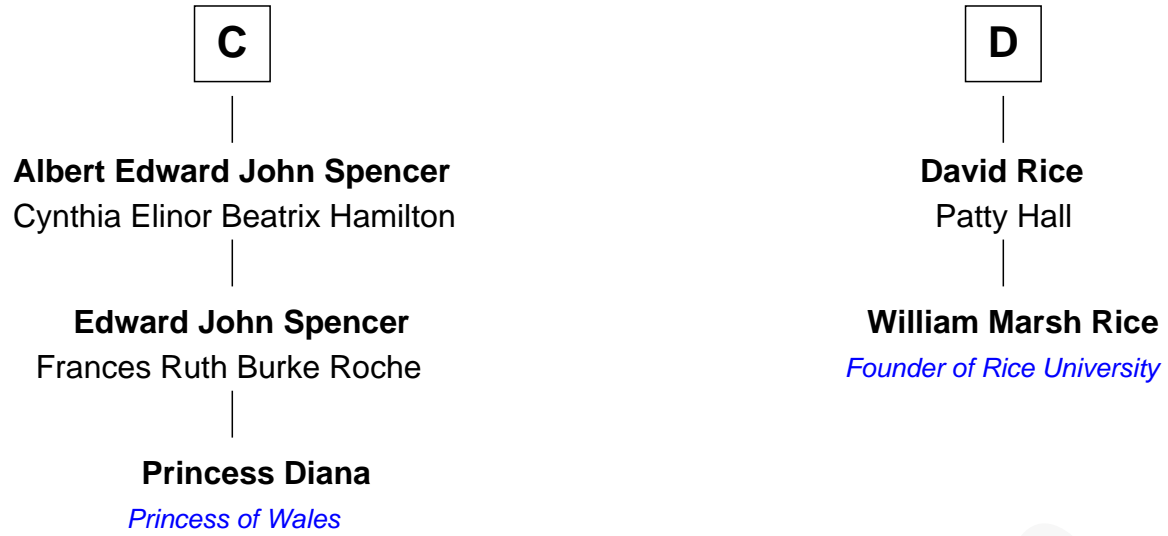 C
Albert Edward John Spencer
Cynthia Elinor Beatrix Hamilton
Edward John Spencer
Frances Ruth Burke Roche
Princess Diana
Princess of Wales
D
David Rice
Patty Hall
William Marsh Rice
Founder of Rice University